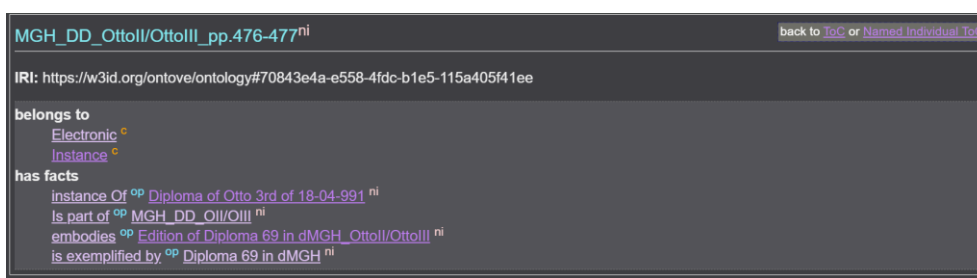 MGH_DD_OttoII/OttoIII_pp.476-477ni
back to ToC or Named Individual
IRI: https://w3id.org/ontove/ontology#70843e4a-e558-4fdc-b1e5-115a405f41ee
belongs to
Electronic c
Instance c
has facts
instance Of op Diploma of Otto 3rd of 18-04-991 ni
Is part of op MGH_DD_OII/OIII ni
embodies op Edition of Diploma 69 in dMGH_OttoII/OttoIII ni
is exemplified by op Diploma 69 in dMGH ni